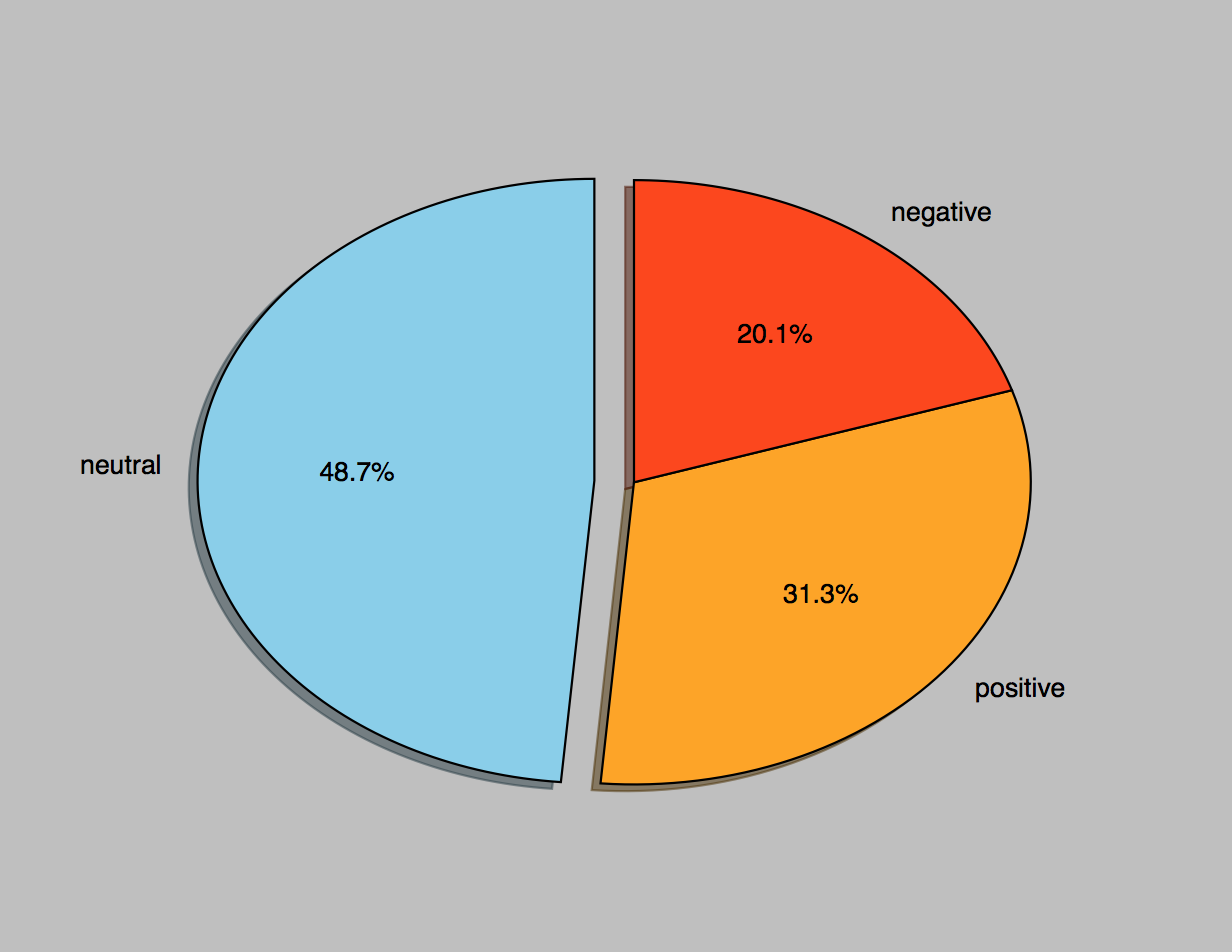 negative
20.1%
neutral
48.7%
31.3%
positive